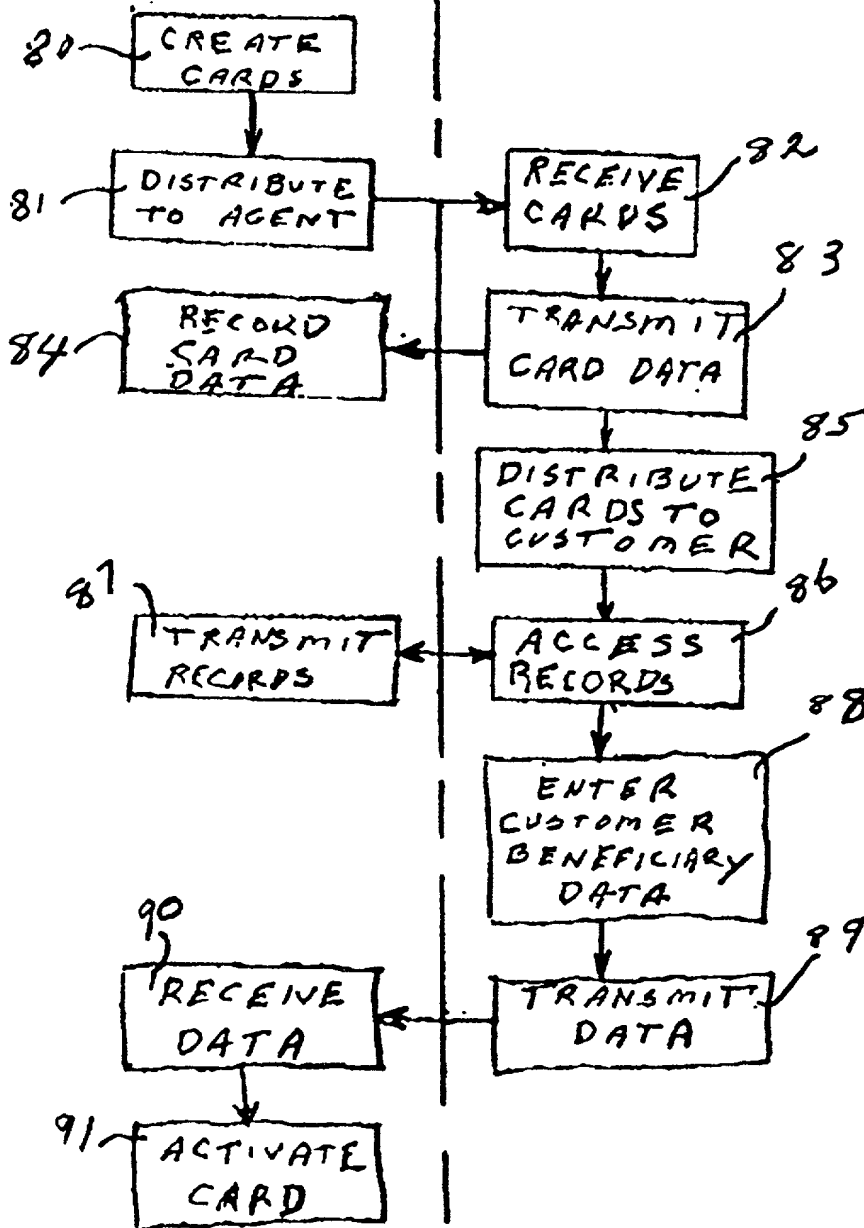 80
CREATE
CARDS
81
DISTRIBUTE
TO AGENT
RECEIVE
CARDS
82
84
RECORD
CARD
DATA
TRANSMIT
CARD DATA
83
DISTRIBUTE
CARDS TO
CUSTOMER
85
87
TRANSMIT
RECORDS
ACCESS
RECORDS
86
ENTER
CUSTOMER
BENEFICIARY
DATA
88
90
RECEIVE
DATA
TRANSMIT
DATA
89
91
ACTIVATE
CARD